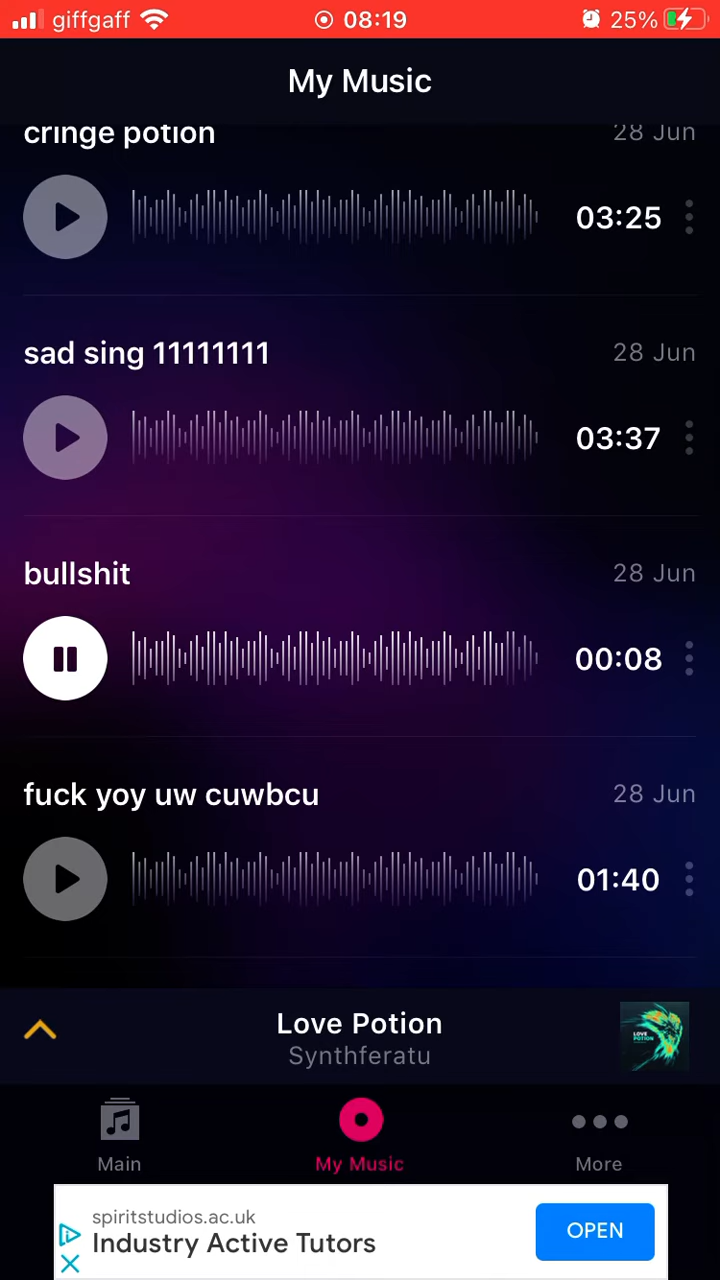 giffgaff 08:19 25%
My Music
cringe potion 28 Jun
03:25
sad sing 11111111 28 Jun
03:37
bullshit 28 Jun
00:08
fuck yoy uw cuwbcu 28 Jun
01:40
Love Potion
Synthferatu
LOVE
POTION
Main My Music More
spiritstudios.ac.uk
Industry Active Tutors
OPEN